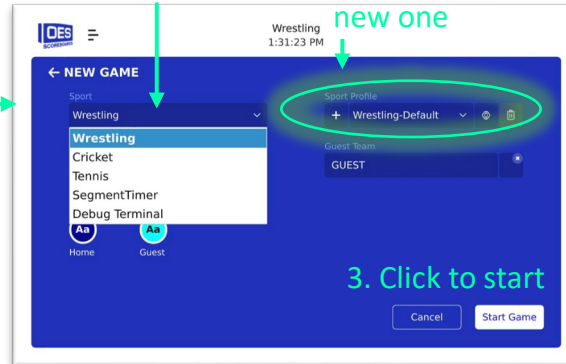 new one
OES
SCOREBOARDS
Wrestling
1:31:23 PM
← NEW GAME
Sport
Wrestling
Wrestling
Cricket
Tennis
SegmentTimer
Debug Terminal
Sport Profile
+ Wrestling-Default
Guest Team
GUEST
Aa
Home
Aa
Guest
3. Click to start
Cancel
Start Game